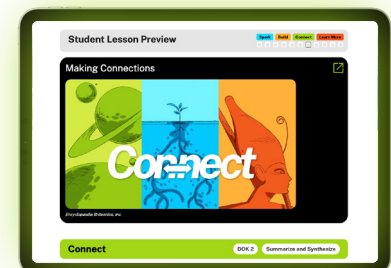 Student Lesson Preview
Spark Build Connect Learn More
Making Connections
Connect
Encyclopædia Britannica, Inc.
Connect DOK 2 Summarize and Synthesize